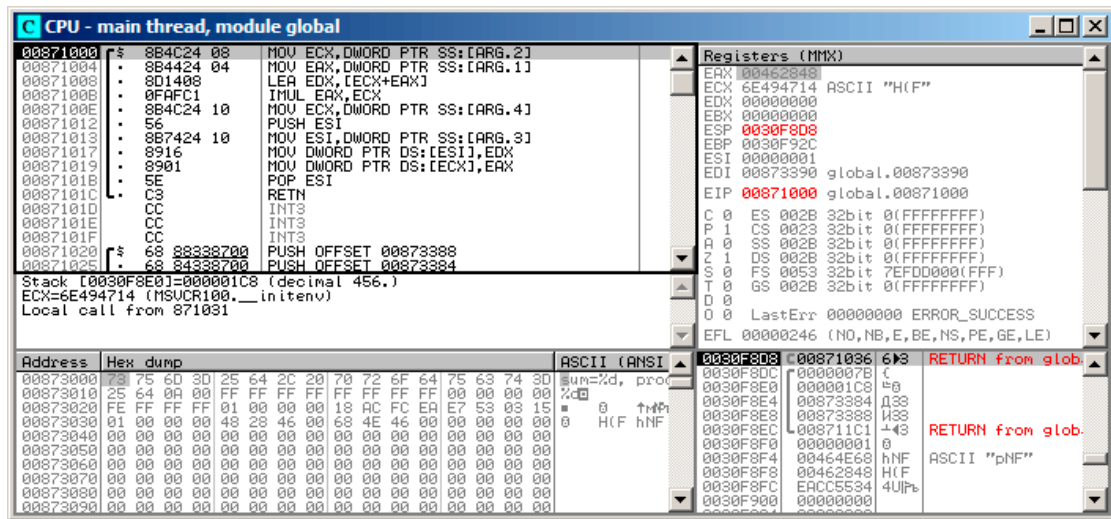 CPU - main thread, module global
00871000 $ 8B4C24 08 MOV ECX,DWORD PTR SS:[ARG.2]
00871004 . 8B4424 04 MOV EAX,DWORD PTR SS:[ARG.1]
00871008 . 8D1408 LEA EDX,[ECX+EAX]
0087100B . 0FAFC1 IMUL EAX,ECX
0087100E . 8B4C24 10 MOV ECX,DWORD PTR SS:[ARG.4]
00871012 . 56 PUSH ESI
00871013 . 8B7424 10 MOV ESI,DWORD PTR SS:[ARG.3]
00871017 . 8916 MOV DWORD PTR DS:[ESI],EDX
00871019 . 8901 MOV DWORD PTR DS:[ECX],EAX
0087101B . 5E POP ESI
0087101C . C3 RETN
0087101D CC INT3
0087101E CC INT3
0087101F CC INT3
00871020 $ 68 88338700 PUSH OFFSET 00873388
00871025 . 68 84338700 PUSH OFFSET 00873384
Stack [0030F8E0]=000001C8 (decimal 456.)
ECX=6E494714 (MSVCR100.__initenv)
Local call from 871031
Registers (MMX)
EAX 00462848
ECX 6E494714 ASCII "H(F"
EDX 00000000
EBX 00000000
ESP 0030F8D8
EBP 0030F92C
ESI 00000001
EDI 00873390 global.00873390
EIP 00871000 global.00871000
C 0 ES 002B 32bit 0(FFFFFFFF)
P 1 CS 0023 32bit 0(FFFFFFFF)
A 0 SS 002B 32bit 0(FFFFFFFF)
Z 1 DS 002B 32bit 0(FFFFFFFF)
S 0 FS 0053 32bit 7EFDD000(FFF)
T 0 GS 002B 32bit 0(FFFFFFFF)
D 0
O 0 LastErr 00000000 ERROR_SUCCESS
EFL 00000246 (NO,NB,E,BE,NS,PE,GE,LE)
Address Hex dump ASCII (ANSI
00873000 73 75 6D 3D 25 64 2C 20 70 72 6F 64 75 63 74 3D sum=%d, prod
00873010 25 64 0A 00 FF FF FF FF FF FF FF FF 00 00 00 00 %d
00873020 FE FF FF FF 01 00 00 00 18 AC FC EA E7 53 03 15
00873030 01 00 00 00 48 28 46 00 68 4E 46 00 00 00 00 00 H(F hNF
00873040 00 00 00 00 00 00 00 00 00 00 00 00 00 00 00 00
00873050 00 00 00 00 00 00 00 00 00 00 00 00 00 00 00 00
00873060 00 00 00 00 00 00 00 00 00 00 00 00 00 00 00 00
00873070 00 00 00 00 00 00 00 00 00 00 00 00 00 00 00 00
00873080 00 00 00 00 00 00 00 00 00 00 00 00 00 00 00 00
00873090 00 00 00 00 00 00 00 00 00 00 00 00 00 00 00 00
0030F8D8 00871036 RETURN from glob
0030F8DC 0000007B {
0030F8E0 000001C8
0030F8E4 00873384 Д3З
0030F8E8 00873388 И3З
0030F8EC 008711C1 RETURN from glob
0030F8F0 00000001
0030F8F4 00464E68 hNF ASCII "pNF"
0030F8F8 00462848 H(F
0030F8FC EACC5534
0030F900 00000000